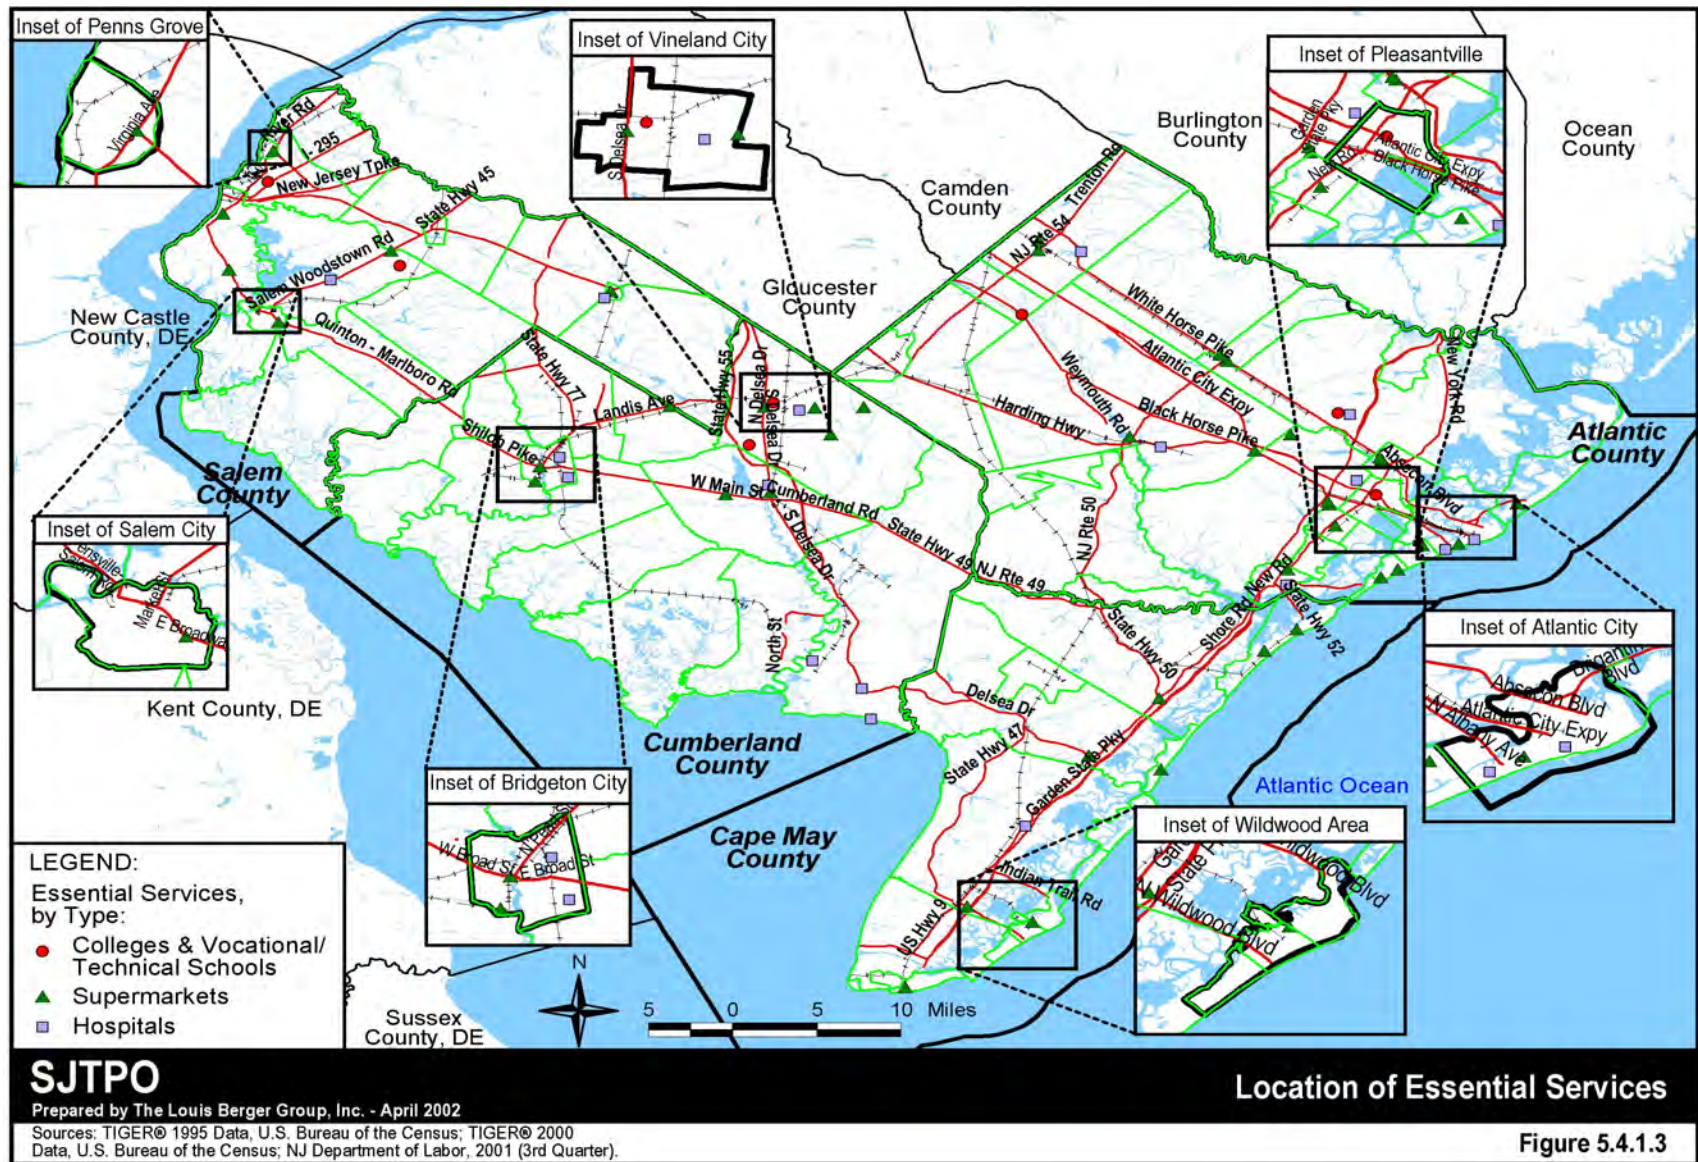 Inset of Penns Grove
Virginia Ave
Inset of Vineland City
S Delsea Dr
Inset of Pleasantville
Garden
State Pky
New Rd
Atlantic City Expy
Black Horse Pike
Burlington
County
Ocean
County
Camden
County
Gloucester
County
New Castle
County, DE
I-295
New Jersey Tpke
State Hwy 45
Salem Woodstown Rd
Quinton - Marlboro Rd
State Hwy 77
Shiloh Pike
Landis Ave
State Hwy 55
N Delsea Dr
S Delsea Dr
W Main St
Cumberland Rd
S Delsea Dr
State Hwy 49
NJ Rte 49
North St
Trenton Rd
NJ Rte 54
White Horse Pike
Atlantic City Expy
Weymouth Rd
Black Horse Pike
Harding Hwy
NJ Rte 50
New York Rd
Absecon Blvd
Shore Rd
New Rd
State Hwy 52
State Hwy 50
Delsea Dr
State Hwy 47
Garden State Pky
Indian Trail Rd
US Hwy 9
Salem
County
Atlantic
County
Cumberland
County
Cape May
County
Atlantic Ocean
Inset of Salem City
Salem Rd
Market St
E Broadway
Kent County, DE
Inset of Bridgeton City
W Broad St
E Broad St
N Pearl St
Inset of Atlantic City
Absecon Blvd
Atlantic City Expy
N Albany Ave
Blvd
Inset of Wildwood Area
State P
N Wildwood Blvd
Wildwood Blvd
Sussex
County, DE
N
5 0 5 10 Miles
LEGEND:
Essential Services,
by Type:
Colleges & Vocational/
Technical Schools
Supermarkets
Hospitals
SJTPO
Location of Essential Services
Prepared by The Louis Berger Group, Inc. - April 2002
Sources: TIGER® 1995 Data, U.S. Bureau of the Census; TIGER® 2000
Data, U.S. Bureau of the Census; NJ Department of Labor, 2001 (3rd Quarter).
Figure 5.4.1.3